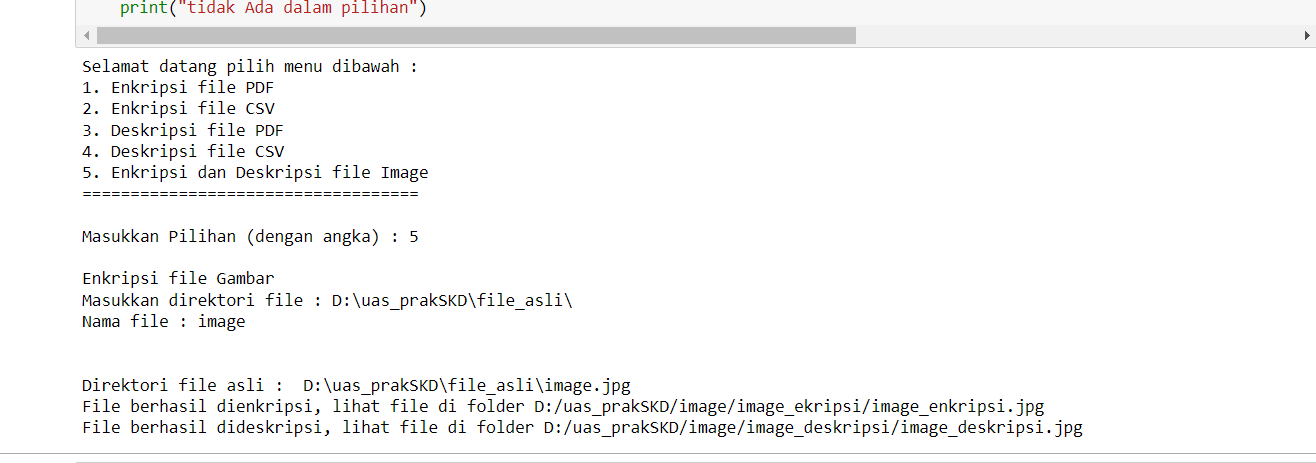 print("tidak Ada dalam pilihan")
Selamat datang pilih menu dibawah :
1. Enkripsi file PDF
2. Enkripsi file CSV
3. Deskripsi file PDF
4. Deskripsi file CSV
5. Enkripsi dan Deskripsi file Image
===================================
Masukkan Pilihan (dengan angka) : 5
Enkripsi file Gambar
Masukkan direktori file : D:\uas_prakSKD\file_asli\
Nama file : image
Direktori file asli :  D:\uas_prakSKD\file_asli\image.jpg
File berhasil dienkripsi, lihat file di folder D:/uas_prakSKD/image/image_ekripsi/image_enkripsi.jpg
File berhasil dideskripsi, lihat file di folder D:/uas_prakSKD/image/image_deskripsi/image_deskripsi.jpg